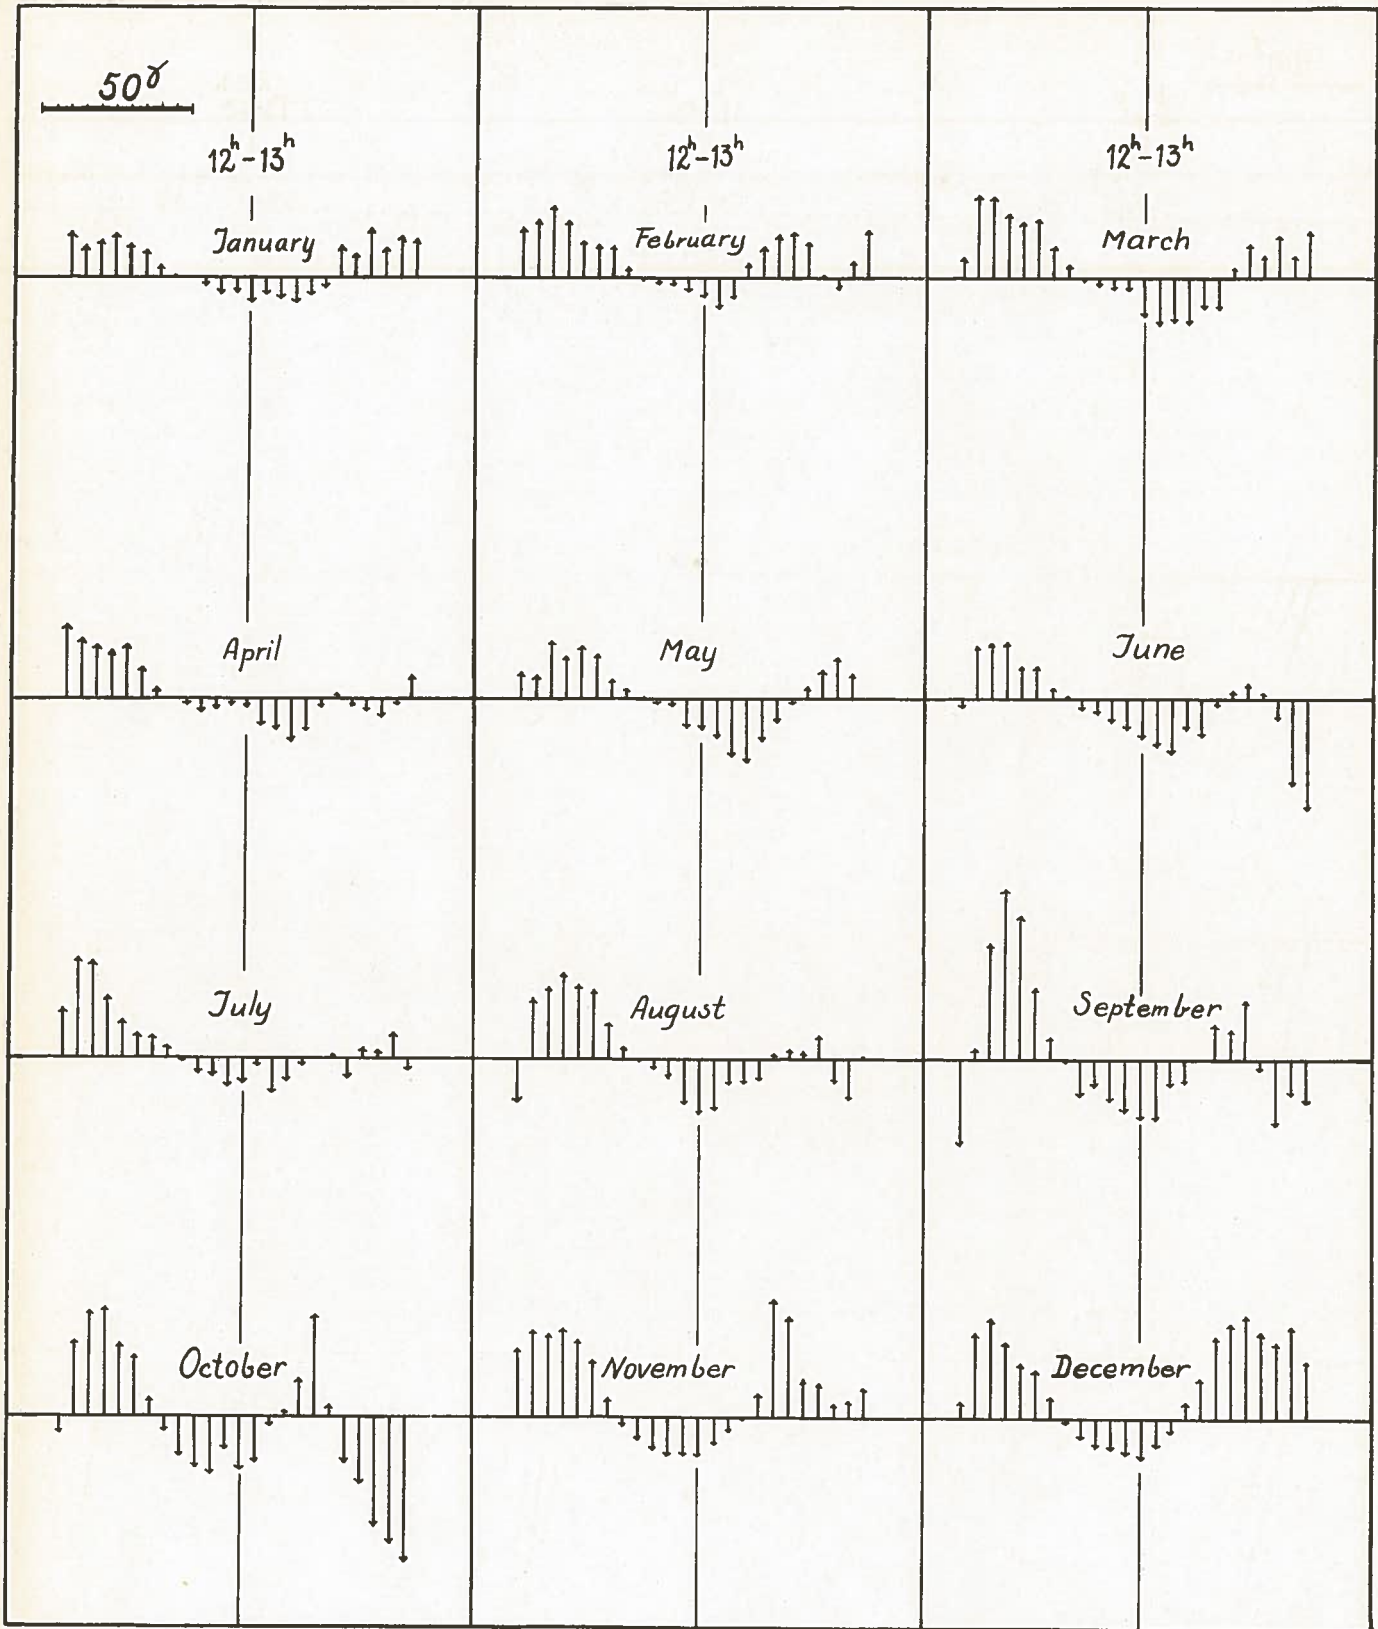 50γ
12h-13h 12h-13h 12h-13h
January February March
April May June
July August September
October November December